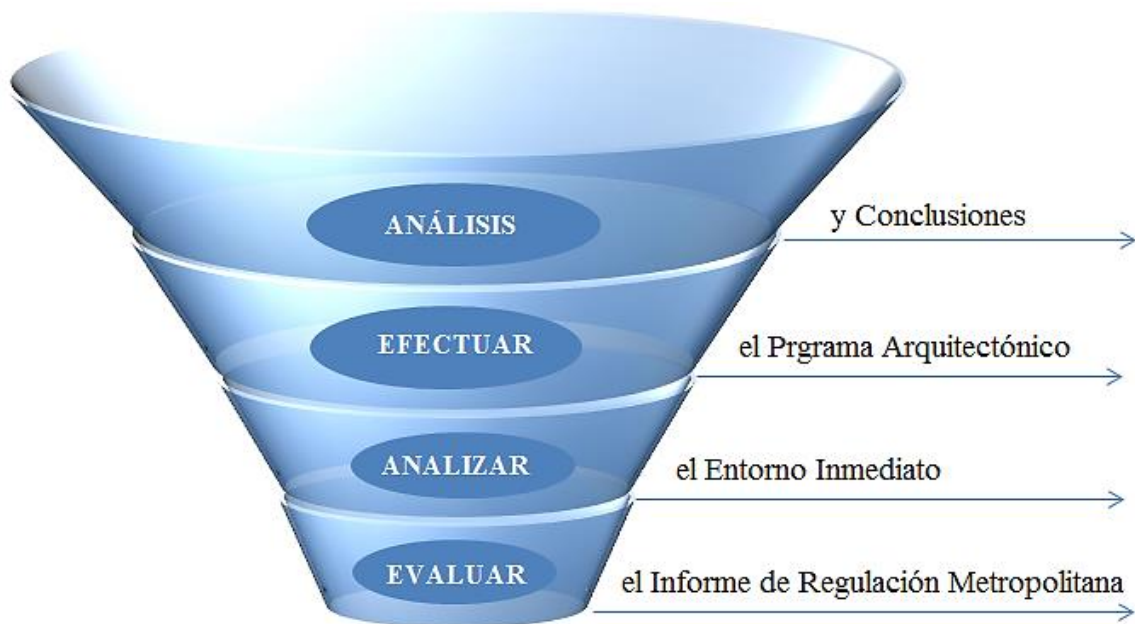 ANÁLISIS
y Conclusiones
EFECTUAR
el Prgrama Arquitectónico
ANALIZAR
el Entorno Inmediato
EVALUAR
el Informe de Regulación Metropolitana